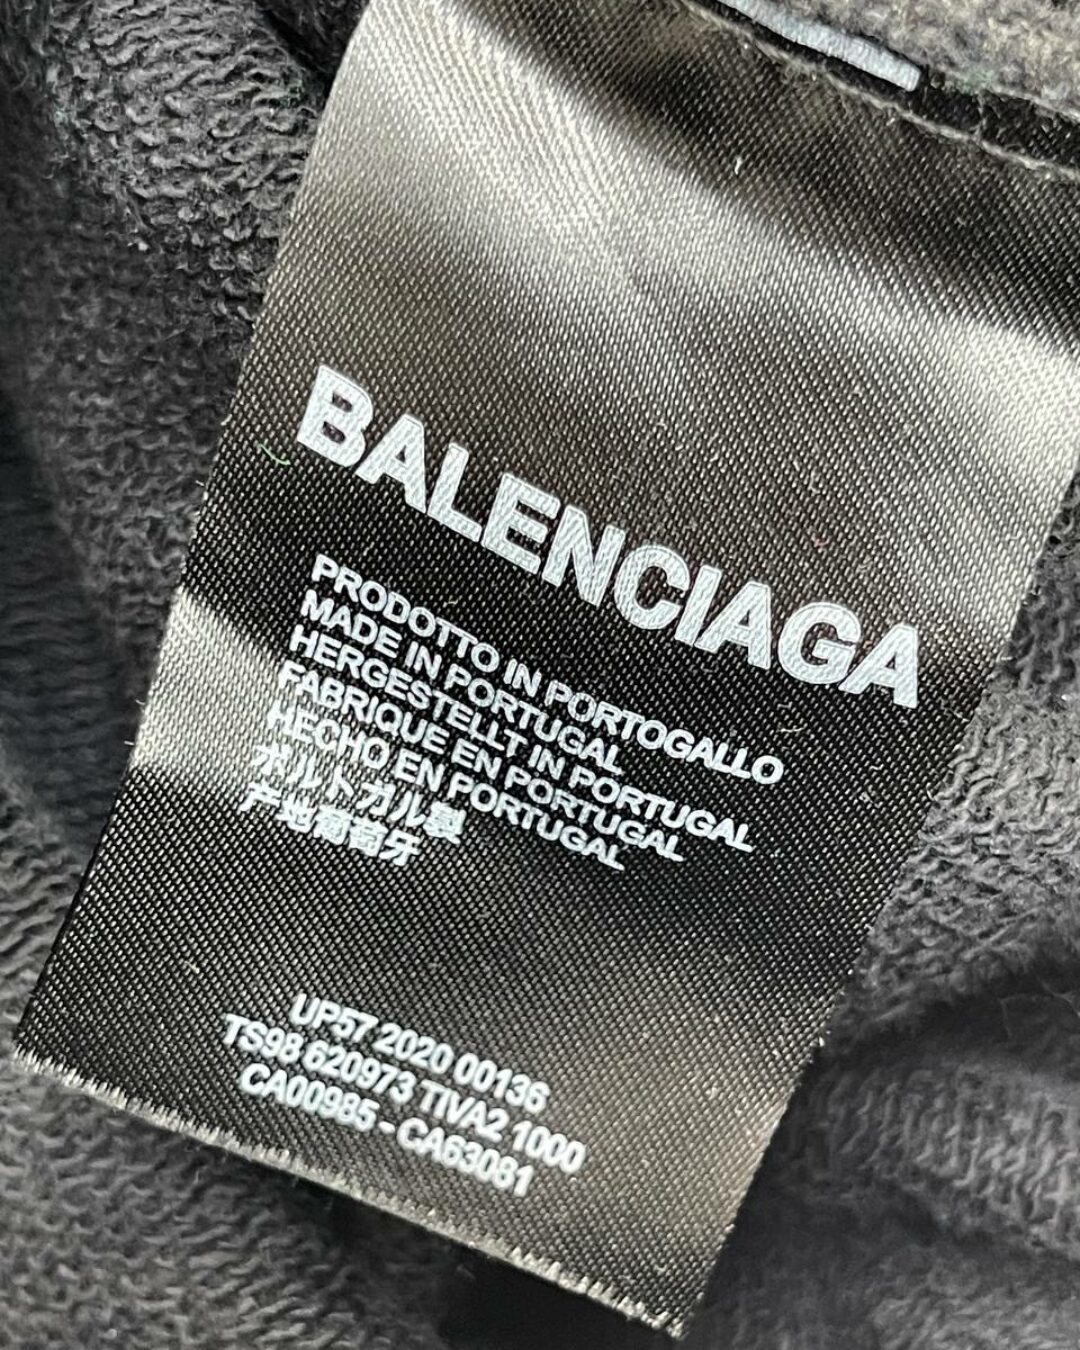 BALENCIAGA
PRODOTTO IN PORTOGALLO
MADE IN PORTUGAL
HERGESTELLT IN PORTUGAL
FABRIQUE EN PORTUGAL
HECHO EN PORTUGAL
ポルトガル製
产地葡萄牙
UP57 2020 00136
TS98 620973 TIVA2 1000
CA00985 - CA63081